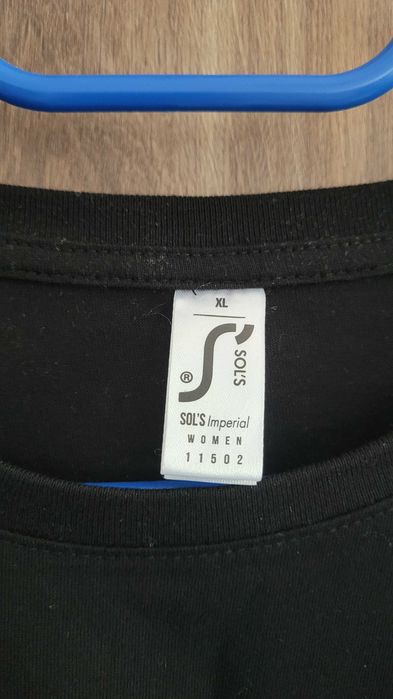 XL
SOL'S
®
SOL'S Imperial
WOMEN
11502